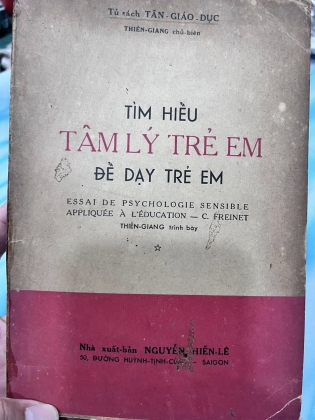 Tủ sách TÂN-GIÁO-DỤC
THIÊN-GIANG chủ-biên
TÌM HIỂU
TÂM LÝ TRẺ EM
ĐỂ DẠY TRẺ EM
ESSAI DE PSYCHOLOGIE SENSIBLE
APPLIQUÉE À L'ÉDUCATION — C. FREINET
THIÊN-GIANG trình bày
Nhà xuất-bản NGUYỄN HIẾN-LÊ
50, ĐƯỜNG HUỲNH-TỊNH- — SAIGON